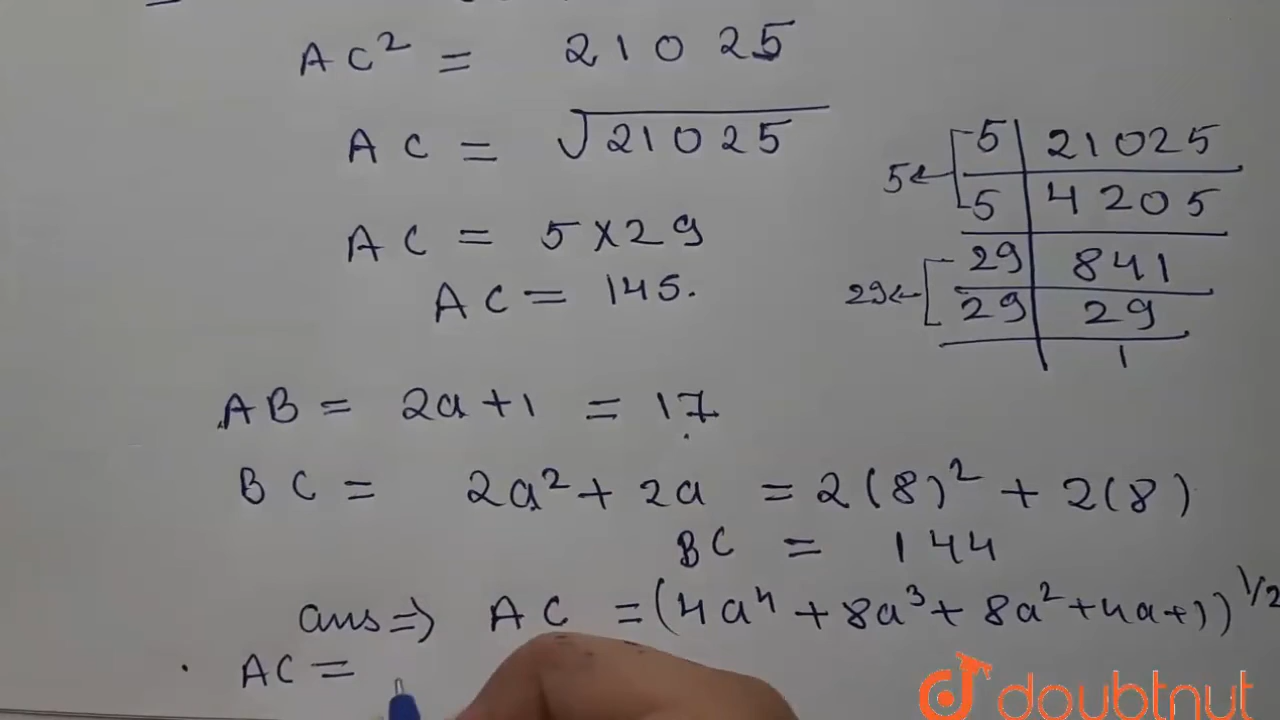 AC² = 21025
AC = √21025
AC = 5×29
AC = 145.
5 | 21025
5← 5 | 4205
29 | 841
29← 29 | 29
1
AB = 2a+1 = 17
BC = 2a²+2a = 2(8)²+2(8)
BC = 144
ans⇒ AC = (4a⁴+8a³+8a²+4a+1))^1/2
AC =
doubtnut